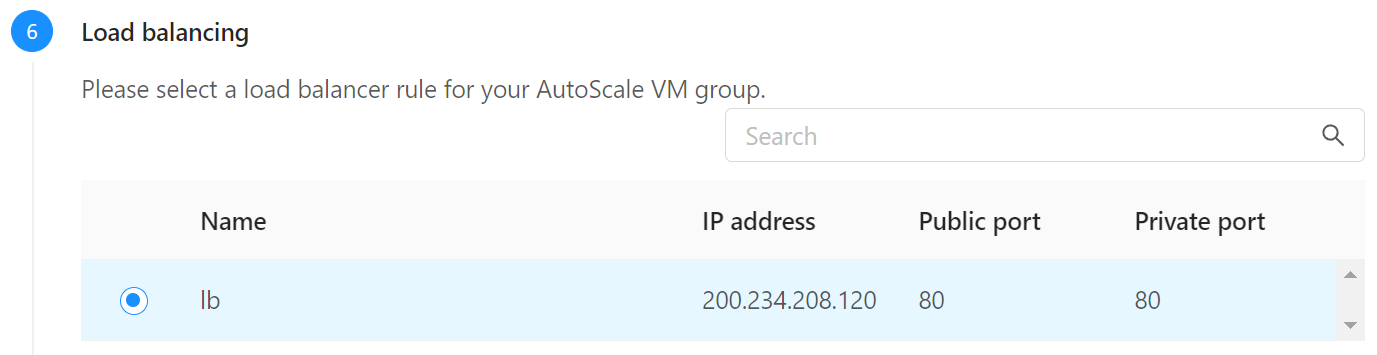 6 Load balancing
Please select a load balancer rule for your AutoScale VM group.
Search
Name IP address Public port Private port
lb 200.234.208.120 80 80